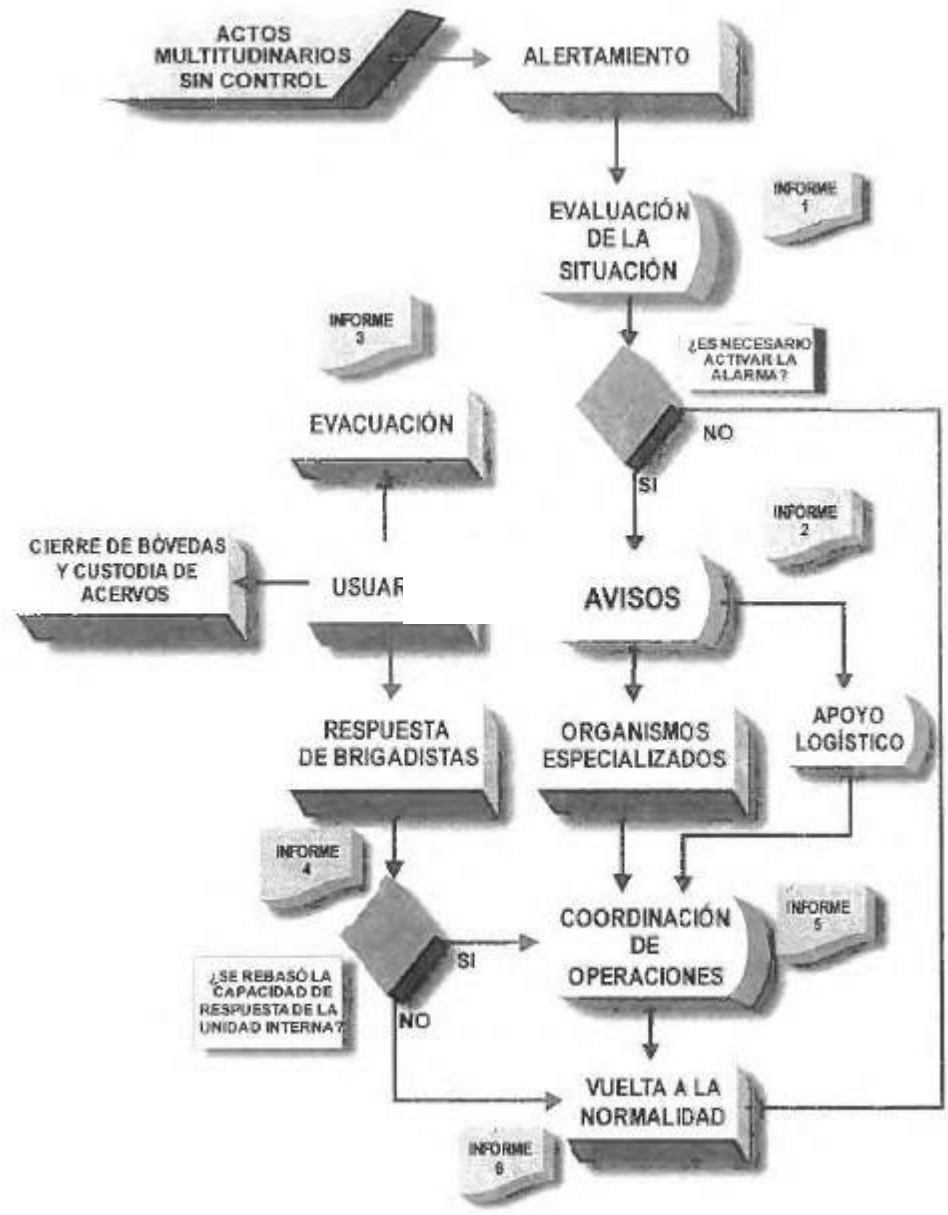 ACTOS
MULTITUDINARIOS
SIN CONTROL
ALERTAMIENTO
EVALUACIÓN
DE LA
SITUACIÓN
INFORME
1
¿ES NECESARIO
ACTIVAR LA
ALARMA?
NO
SI
INFORME
3
EVACUACIÓN
INFORME
2
CIERRE DE BÓVEDAS
Y CUSTODIA DE
ACERVOS
USUAR
AVISOS
RESPUESTA
DE BRIGADISTAS
ORGANISMOS
ESPECIALIZADOS
APOYO
LOGÍSTICO
INFORME
4
¿SE REBASÓ LA
CAPACIDAD DE
RESPUESTA DE LA
UNIDAD INTERNA?
SI
NO
COORDINACIÓN
DE
OPERACIONES
INFORME
5
VUELTA A LA
NORMALIDAD
INFORME
6